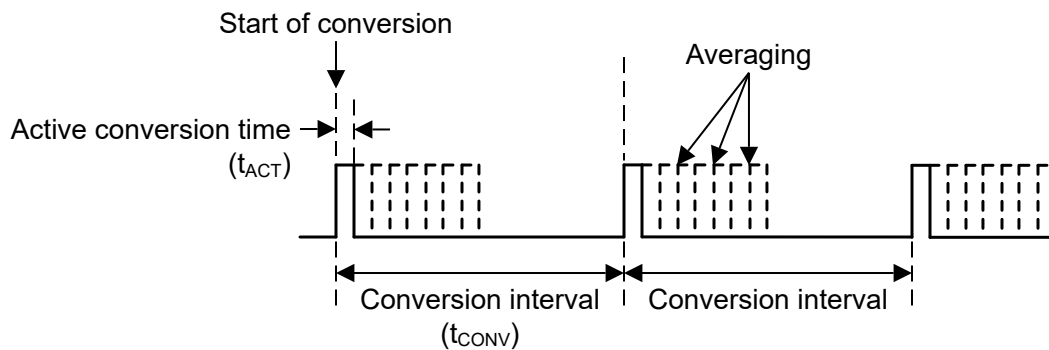 Start of conversion
Averaging
Active conversion time
(tACT)
Conversion interval
(tCONV)
Conversion interval